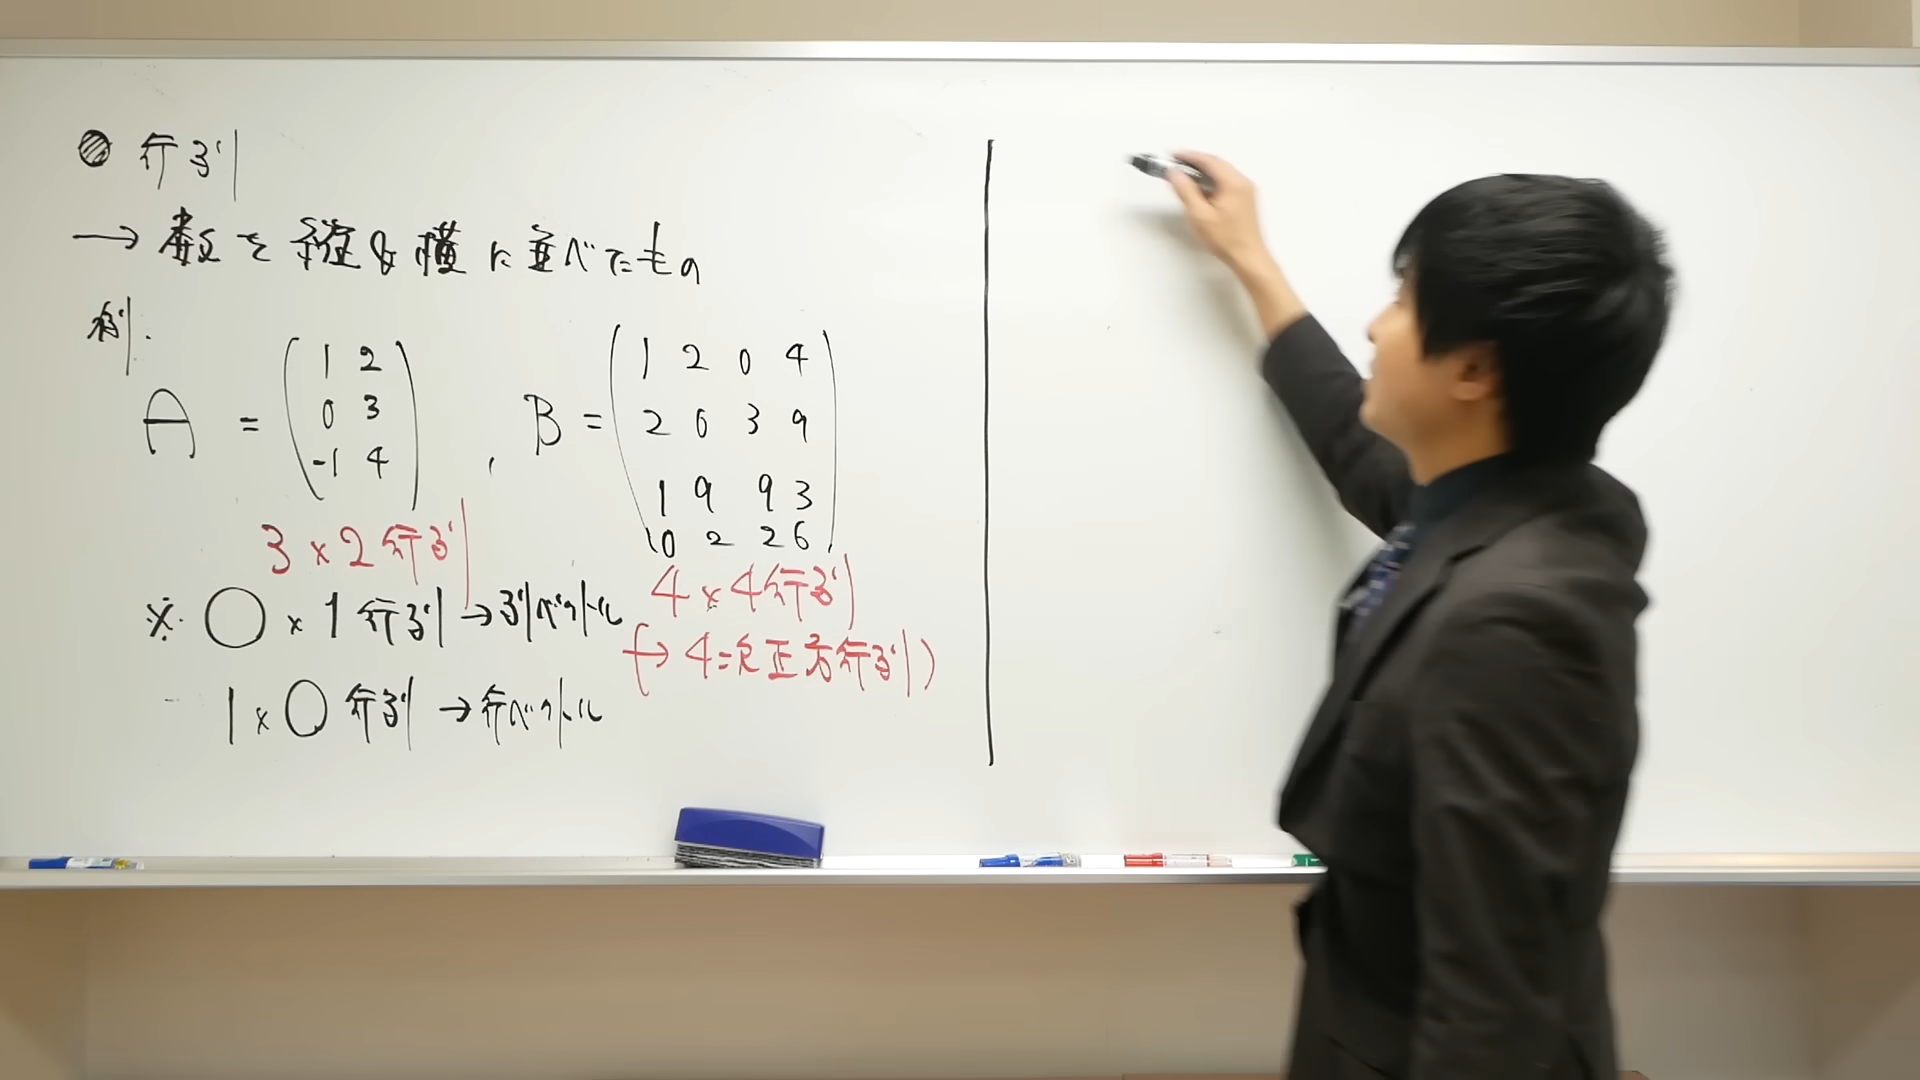 ● 行列
→ 数を縦&横に並べたもの
例.
A = (1 2
0 3
-1 4) , B = (1 2 0 4
2 0 3 9
1 9 9 3
10 2 2 6)
3×2行列
4×4行列
(→ 4次正方行列)
※ ○×1行列→列ベクトル
1×○行列→行ベクトル